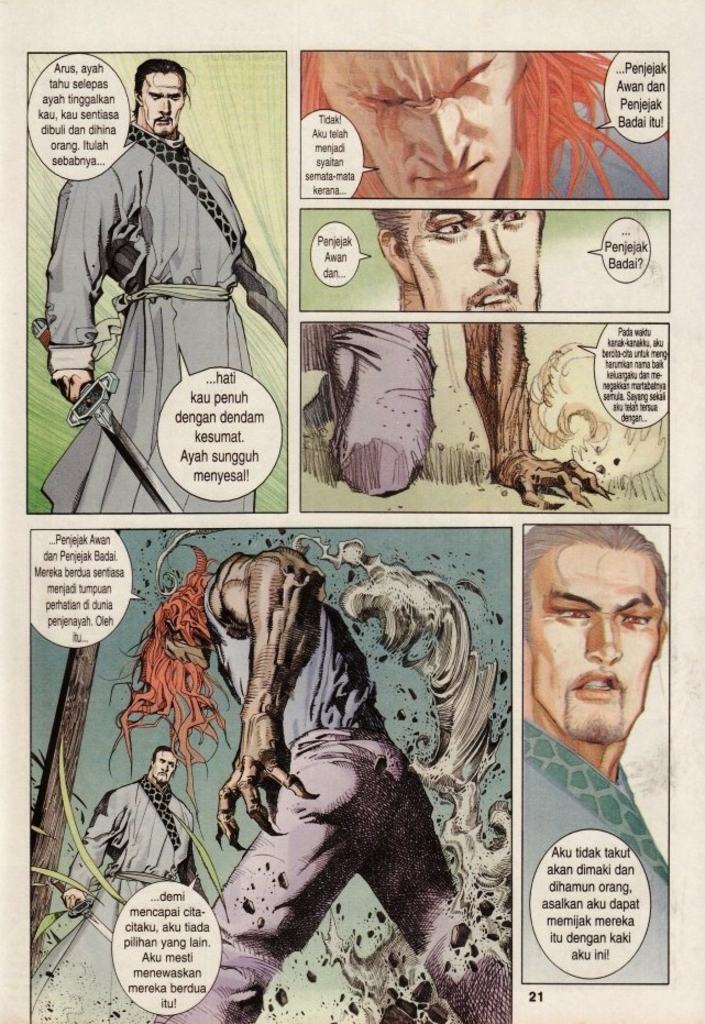 Arus, ayah
tahu selepas
ayah tinggalkan
kau, kau sentiasa
dibuli dan dihina
orang. Itulah
sebabnya...
...hati
kau penuh
dengan dendam
kesumat.
Ayah sungguh
menyesal!
Tidak!
Aku telah
menjadi
syaitan
semata-mata
kerana...
...Penjejak
Awan dan
Penjejak
Badai itu!
Penjejak
Awan
dan...
...
Penjejak
Badai?
Pada waktu
kanak-kanakku, aku
bercita-cita untuk meng-
harumkan nama baik
keluargaku dan me-
negakkan martabatnya
semula. Sayang sekali
aku telah tersua
dengan...
...Penjejak Awan
dan Penjejak Badai.
Mereka berdua sentiasa
menjadi tumpuan
perhatian di dunia
penjenayah. Oleh
itu...
...demi
mencapai cita-
citaku, aku tiada
pilihan yang lain.
Aku mesti
menewaskan
mereka berdua
itu!
Aku tidak takut
akan dimaki dan
dihamun orang,
asalkan aku dapat
memijak mereka
itu dengan kaki
aku ini!
21